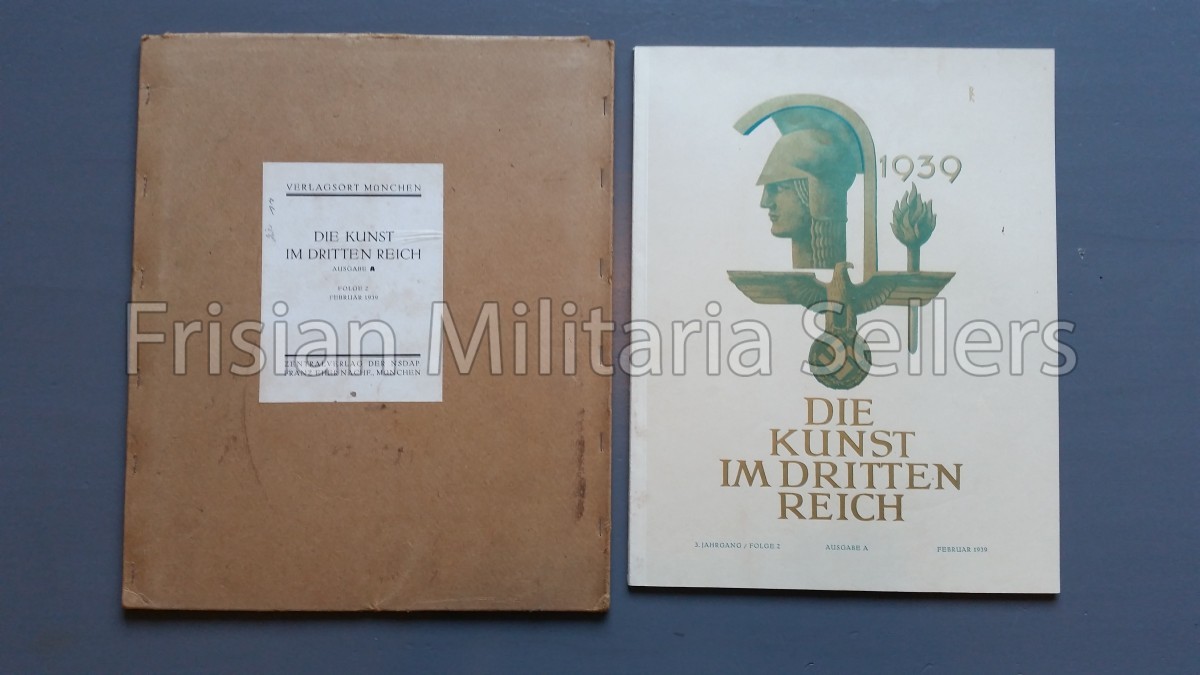 VERLAGSORT MÜNCHEN
DIE KUNST
IM DRITTEN REICH
AUSGABE A
FOLGE 2
FEBRUAR 1939
ZENTRALVERLAG DER NSDAP
FRANZ EHER NACHF., MÜNCHEN
1939
DIE
KUNST
IM DRITTEN
REICH
3. JAHRGANG / FOLGE 2 AUSGABE A FEBRUAR 1939
Frisian Militaria Sellers